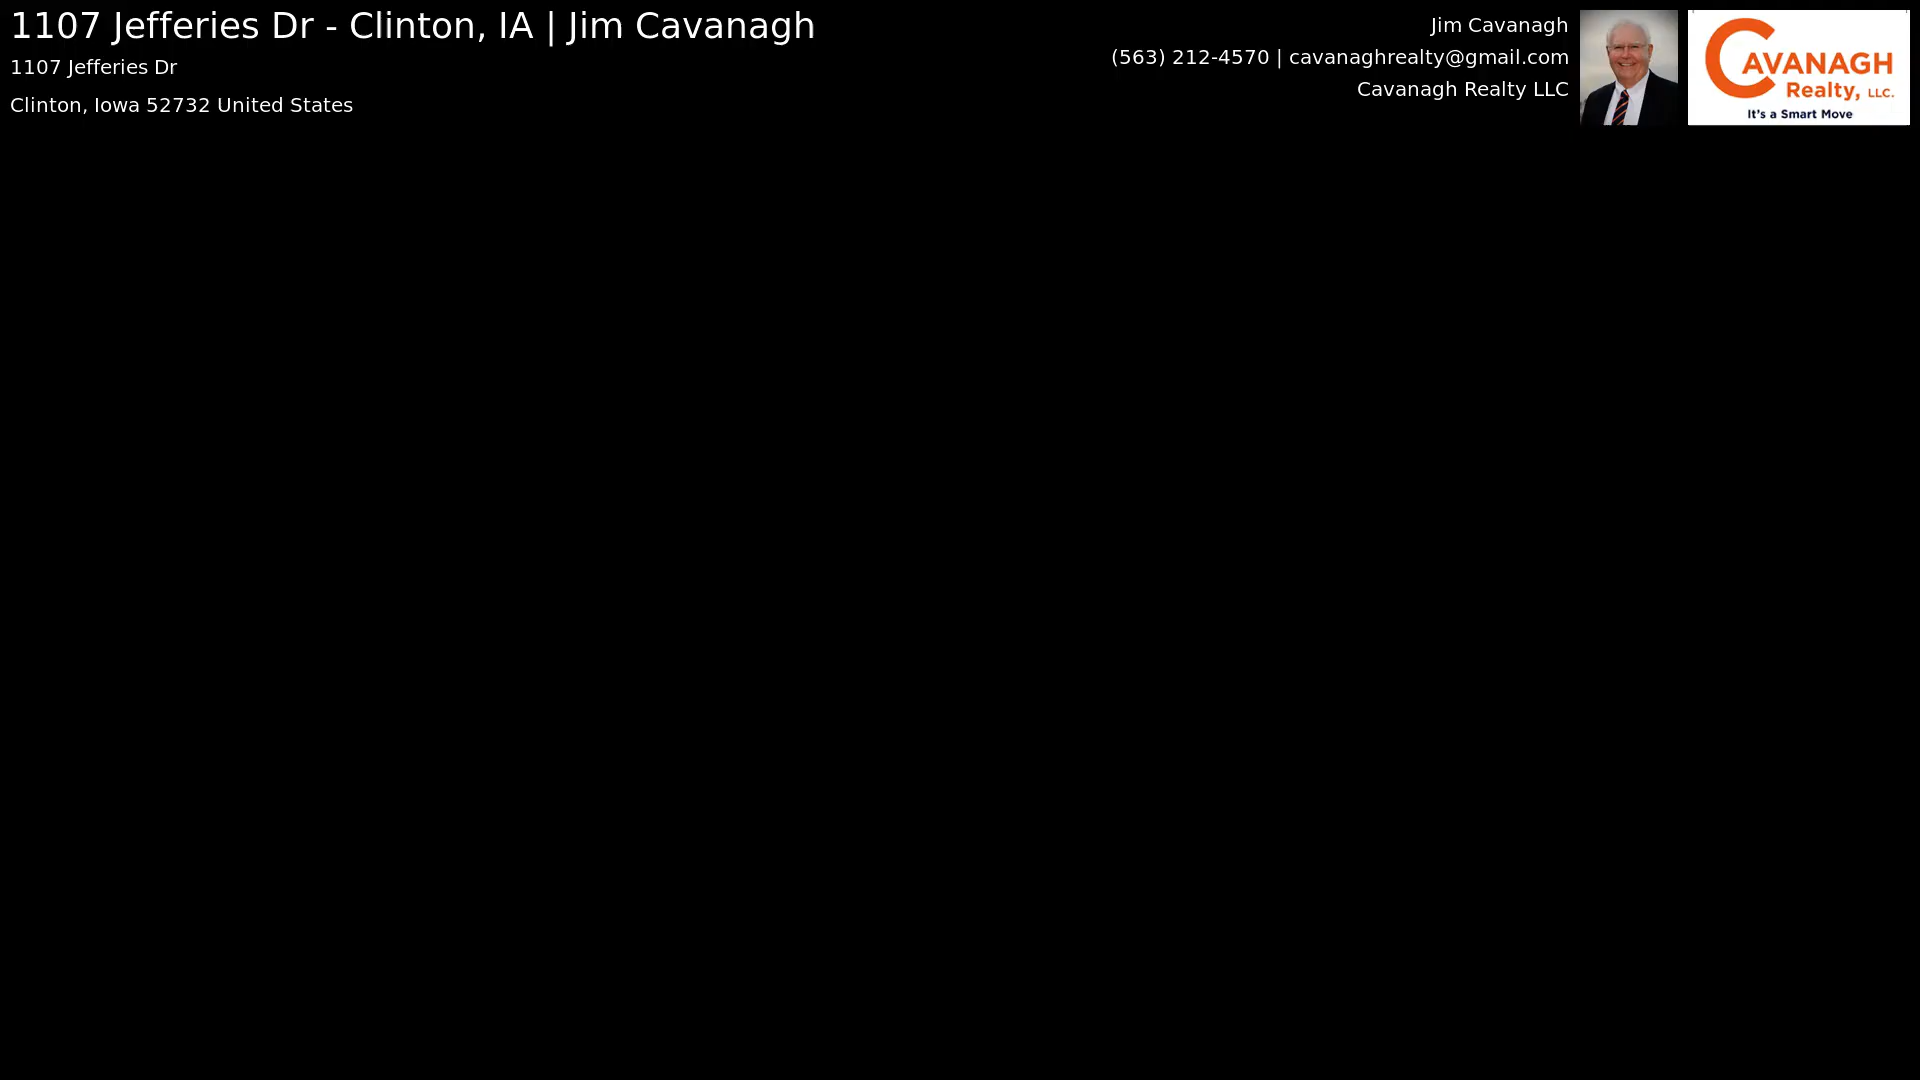 1107 Jefferies Dr - Clinton, IA | Jim Cavanagh
1107 Jefferies Dr
Clinton, Iowa 52732 United States
Jim Cavanagh
(563) 212-4570 | cavanaghrealty@gmail.com
Cavanagh Realty LLC
CAVANAGH
Realty, LLC.
It's a Smart Move